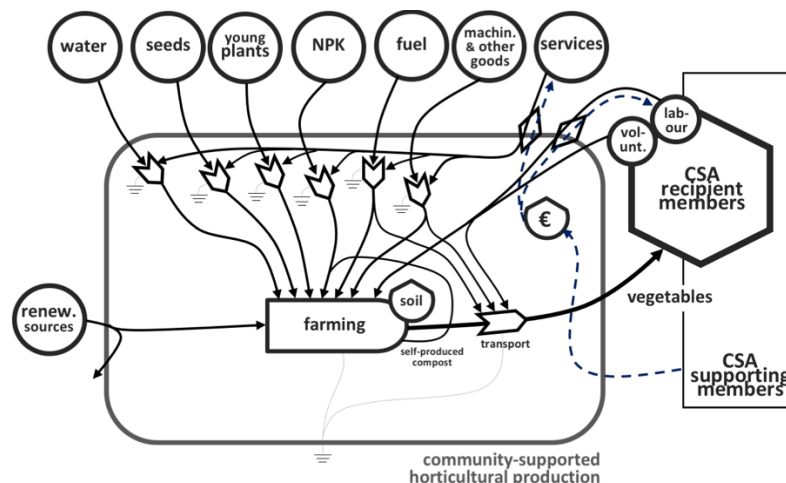 water
seeds
young
plants
NPK
fuel
machin.
& other
goods
services
lab-
our
vol-
unt.
CSA
recipient
members
€
renew.
sources
farming
soil
self-produced
compost
transport
vegetables
CSA
supporting
members
community-supported
horticultural production